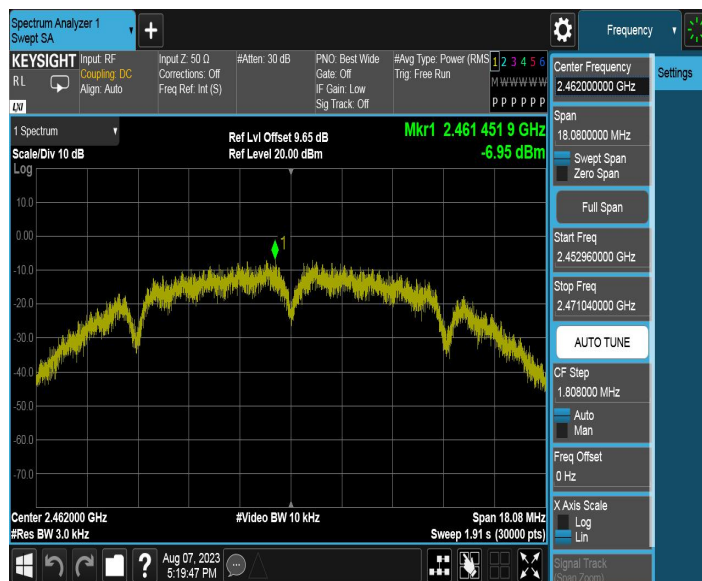 Spectrum Analyzer 1
Swept SA
+
Frequency
KEYSIGHT
Input: RF
Coupling: DC
Align: Auto
Input Z: 50 Ω
Corrections: Off
Freq Ref: Int (S)
#Atten: 30 dB
PNO: Best Wide
Gate: Off
IF Gain: Low
Sig Track: Off
#Avg Type: Power (RMS
Trig: Free Run
1 2 3 4 5 6
M W W W W W
P P P P P P
R L
LXI
1 Spectrum
Scale/Div 10 dB
Ref Lvl Offset 9.65 dB
Ref Level 20.00 dBm
Mkr1 2.461 451 9 GHz
-6.95 dBm
Log
10.0
0.00
-10.0
-20.0
-30.0
-40.0
-50.0
-60.0
-70.0
1
Center 2.462000 GHz
#Res BW 3.0 kHz
#Video BW 10 kHz
Span 18.08 MHz
Sweep 1.91 s (30000 pts)
Center Frequency
2.462000000 GHz
Settings
Span
18.0800000 MHz
Swept Span
Zero Span
Full Span
Start Freq
2.452960000 GHz
Stop Freq
2.471040000 GHz
AUTO TUNE
CF Step
1.808000 MHz
Auto
Man
Freq Offset
0 Hz
X Axis Scale
Log
Lin
Signal Track
(Span Zoom)
?
Aug 07, 2023
5:19:47 PM